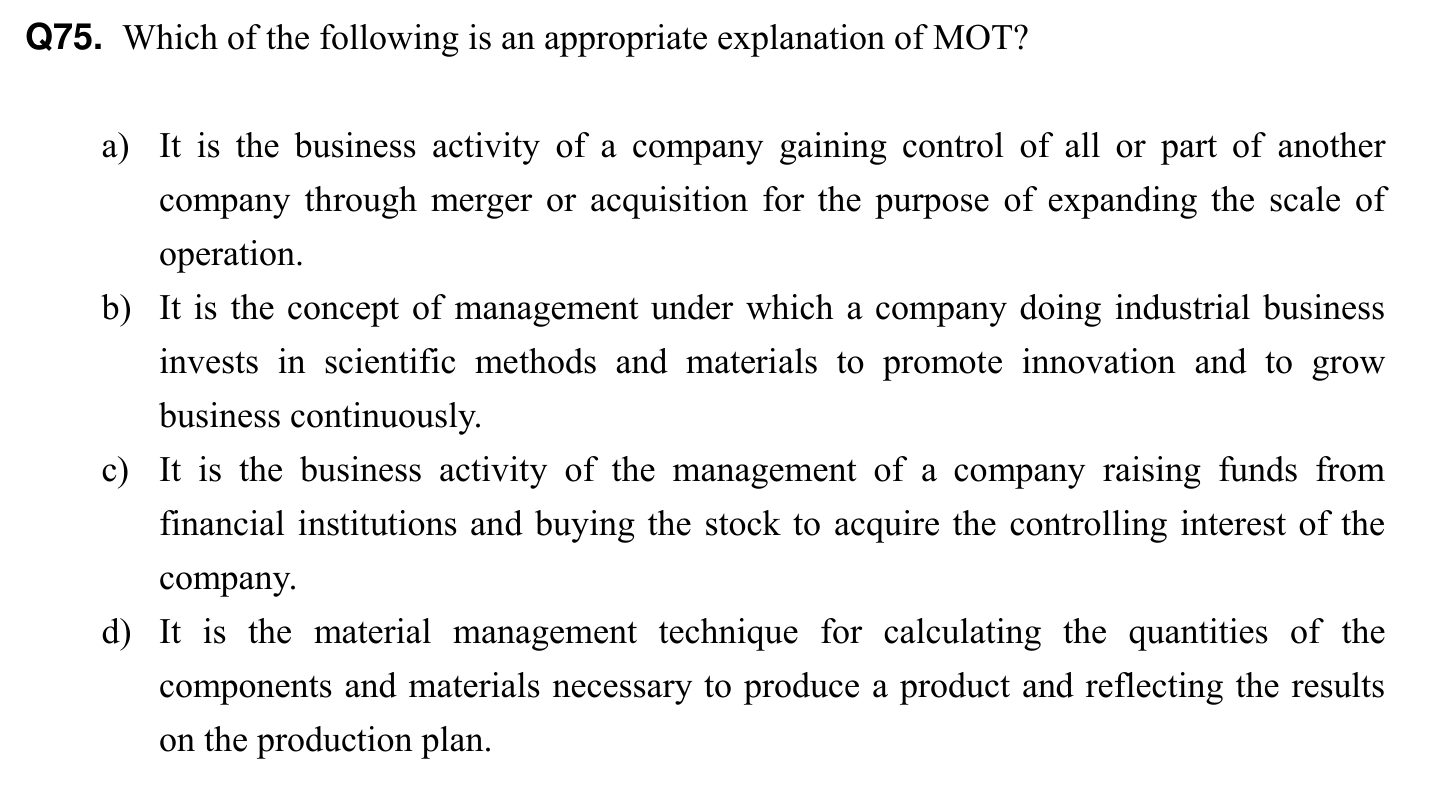 Q75. Which of the following is an appropriate explanation of MOT?
a) It is the business activity of a company gaining control of all or part of another
company through merger or acquisition for the purpose of expanding the scale of
operation.
b) It is the concept of management under which a company doing industrial business
invests in scientific methods and materials to promote innovation and to grow
business continuously.
c) It is the business activity of the management of a company raising funds from
financial institutions and buying the stock to acquire the controlling interest of the
company.
d) It is the material management technique for calculating the quantities of the
components and materials necessary to produce a product and reflecting the results
on the production plan.